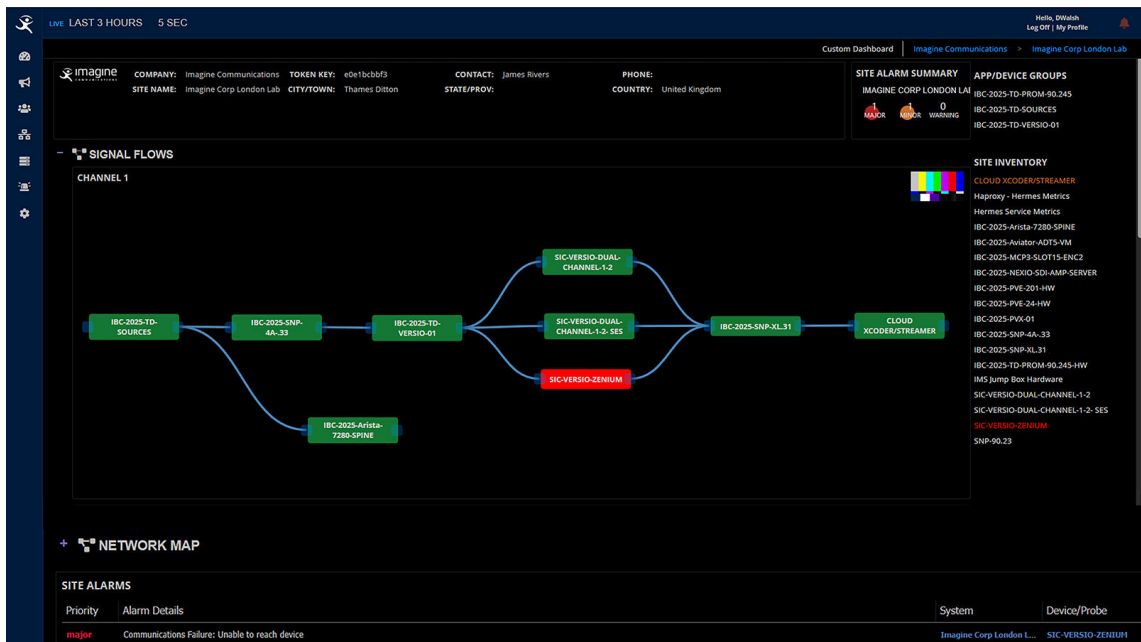 LIVE LAST 3 HOURS 5 SEC
Hello, DWalsh
Log Off | My Profile
Custom Dashboard Imagine Communications > Imagine Corp London Lab
imagine
COMMUNICATIONS
COMPANY: Imagine Communications TOKEN KEY: e0e1bcbbf3 CONTACT: James Rivers PHONE:
SITE NAME: Imagine Corp London Lab CITY/TOWN: Thames Ditton STATE/PROV: COUNTRY: United Kingdom
SITE ALARM SUMMARY
IMAGINE CORP LONDON LAB
1 1 0
MAJOR MINOR WARNING
APP/DEVICE GROUPS
IBC-2025-TD-PROM-90.245
IBC-2025-TD-SOURCES
IBC-2025-TD-VERSIO-01
- SIGNAL FLOWS
CHANNEL 1
IBC-2025-TD-
SOURCES
IBC-2025-SNP-
4A-.33
IBC-2025-TD-
VERSIO-01
SIC-VERSIO-DUAL-
CHANNEL-1-2
SIC-VERSIO-DUAL-
CHANNEL-1-2- SES
SIC-VERSIO-ZENIUM
IBC-2025-SNP-XL.31
CLOUD
XCODER/STREAMER
IBC-2025-Arista-
7280-SPINE
SITE INVENTORY
CLOUD XCODER/STREAMER
Haproxy - Hermes Metrics
Hermes Service Metrics
IBC-2025-Arista-7280-SPINE
IBC-2025-Aviator-ADT5-VM
IBC-2025-MCP3-SLOT15-ENC2
IBC-2025-NEXIO-SDI-AMP-SERVER
IBC-2025-PVE-201-HW
IBC-2025-PVE-24-HW
IBC-2025-PVX-01
IBC-2025-SNP-4A-.33
IBC-2025-SNP-XL.31
IBC-2025-TD-PROM-90.245-HW
IMS Jump Box Hardware
SIC-VERSIO-DUAL-CHANNEL-1-2
SIC-VERSIO-DUAL-CHANNEL-1-2- SES
SIC-VERSIO-ZENIUM
SNP-90.23
+ NETWORK MAP
SITE ALARMS
Priority Alarm Details System Device/Probe
major Communications Failure: Unable to reach device Imagine Corp London L... SIC-VERSIO-ZENIUM